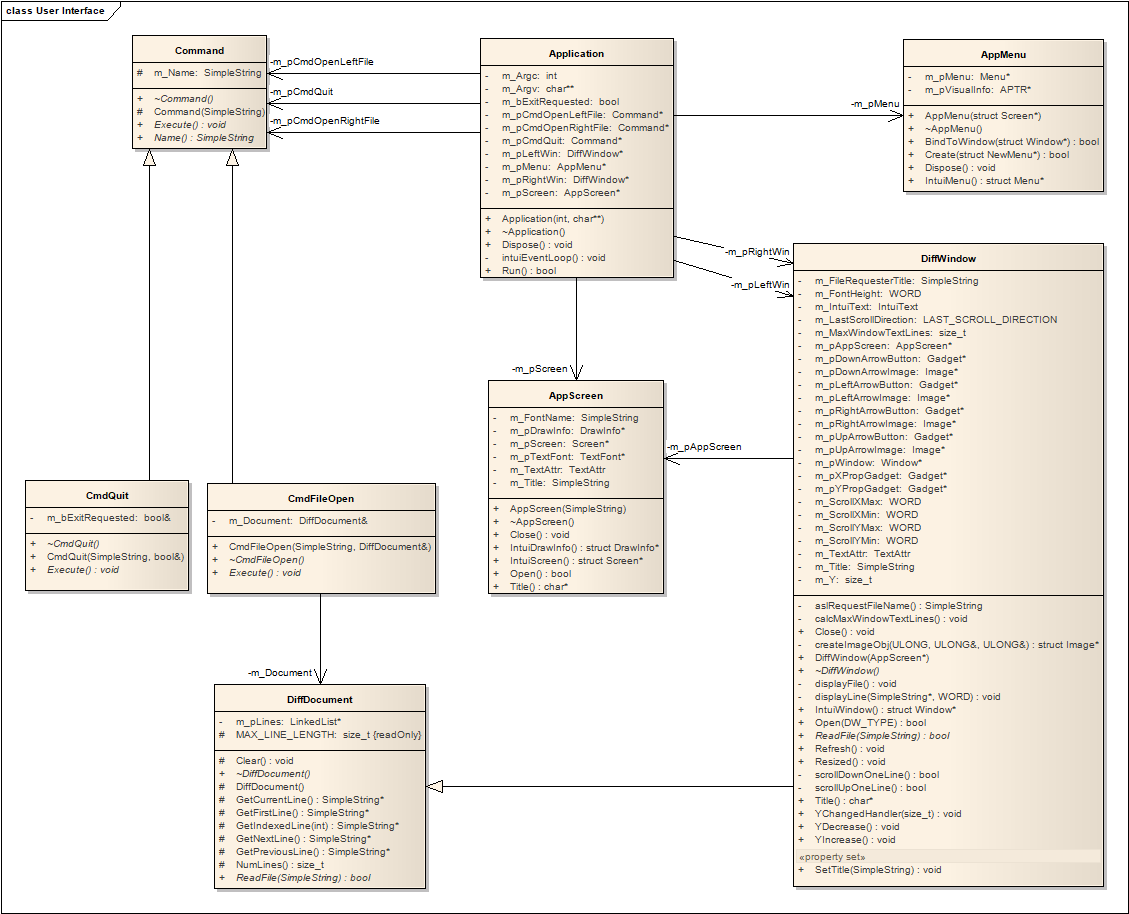 class User Interface
Command
# m_Name: SimpleString
+ ~Command()
# Command(SimpleString)
+ Execute() : void
+ Name() : SimpleString
-m_pCmdOpenLeftFile
-m_pCmdQuit
-m_pCmdOpenRightFile
Application
- m_Argc: int
- m_Argv: char**
- m_bExitRequested: bool
- m_pCmdOpenLeftFile: Command*
- m_pCmdOpenRightFile: Command*
- m_pCmdQuit: Command*
- m_pLeftWin: DiffWindow*
- m_pMenu: AppMenu*
- m_pRightWin: DiffWindow*
- m_pScreen: AppScreen*
+ Application(int, char**)
+ ~Application()
+ Dispose() : void
- intuiEventLoop() : void
+ Run() : bool
-m_pMenu
AppMenu
- m_pMenu: Menu*
- m_pVisualInfo: APTR*
+ AppMenu(struct Screen*)
+ ~AppMenu()
+ BindToWindow(struct Window*) : bool
+ Create(struct NewMenu*) : bool
+ Dispose() : void
+ IntuiMenu() : struct Menu*
-m_pRightWin
-m_pLeftWin
-m_pScreen
DiffWindow
- m_FileRequesterTitle: SimpleString
- m_FontHeight: WORD
- m_IntuiText: IntuiText
- m_LastScrollDirection: LAST_SCROLL_DIRECTION
- m_MaxWindowTextLines: size_t
- m_pAppScreen: AppScreen*
- m_pDownArrowButton: Gadget*
- m_pDownArrowImage: Image*
- m_pLeftArrowButton: Gadget*
- m_pLeftArrowImage: Image*
- m_pRightArrowButton: Gadget*
- m_pRightArrowImage: Image*
- m_pUpArrowButton: Gadget*
- m_pUpArrowImage: Image*
- m_pWindow: Window*
- m_pXPropGadget: Gadget*
- m_pYPropGadget: Gadget*
- m_ScrollXMax: WORD
- m_ScrollXMin: WORD
- m_ScrollYMax: WORD
- m_ScrollYMin: WORD
- m_TextAttr: TextAttr
- m_Title: SimpleString
- m_Y: size_t
- aslRequestFileName() : SimpleString
- calcMaxWindowTextLines() : void
+ Close() : void
- createImageObj(ULONG, ULONG&, ULONG&) : struct Image*
+ DiffWindow(AppScreen*)
+ ~DiffWindow()
- displayFile() : void
- displayLine(SimpleString*, WORD) : void
+ IntuiWindow() : struct Window*
+ Open(DW_TYPE) : bool
+ ReadFile(SimpleString) : bool
+ Refresh() : void
+ Resized() : void
- scrollDownOneLine() : bool
- scrollUpOneLine() : bool
+ Title() : char*
+ YChangedHandler(size_t) : void
+ YDecrease() : void
+ YIncrease() : void
«property set»
+ SetTitle(SimpleString) : void
AppScreen
- m_FontName: SimpleString
- m_pDrawInfo: DrawInfo*
- m_pScreen: Screen*
- m_pTextFont: TextFont*
- m_TextAttr: TextAttr
- m_Title: SimpleString
+ AppScreen(SimpleString)
+ ~AppScreen()
+ Close() : void
+ IntuiDrawInfo() : struct DrawInfo*
+ IntuiScreen() : struct Screen*
+ Open() : bool
+ Title() : char*
-m_pAppScreen
CmdQuit
- m_bExitRequested: bool&
+ ~CmdQuit()
+ CmdQuit(SimpleString, bool&)
+ Execute() : void
CmdFileOpen
- m_Document: DiffDocument&
+ CmdFileOpen(SimpleString, DiffDocument&)
+ ~CmdFileOpen()
+ Execute() : void
-m_Document
DiffDocument
- m_pLines: LinkedList*
# MAX_LINE_LENGTH: size_t {readOnly}
# Clear() : void
+ ~DiffDocument()
# DiffDocument()
# GetCurrentLine() : SimpleString*
# GetFirstLine() : SimpleString*
# GetIndexedLine(int) : SimpleString*
# GetNextLine() : SimpleString*
# GetPreviousLine() : SimpleString*
# NumLines() : size_t
+ ReadFile(SimpleString) : bool